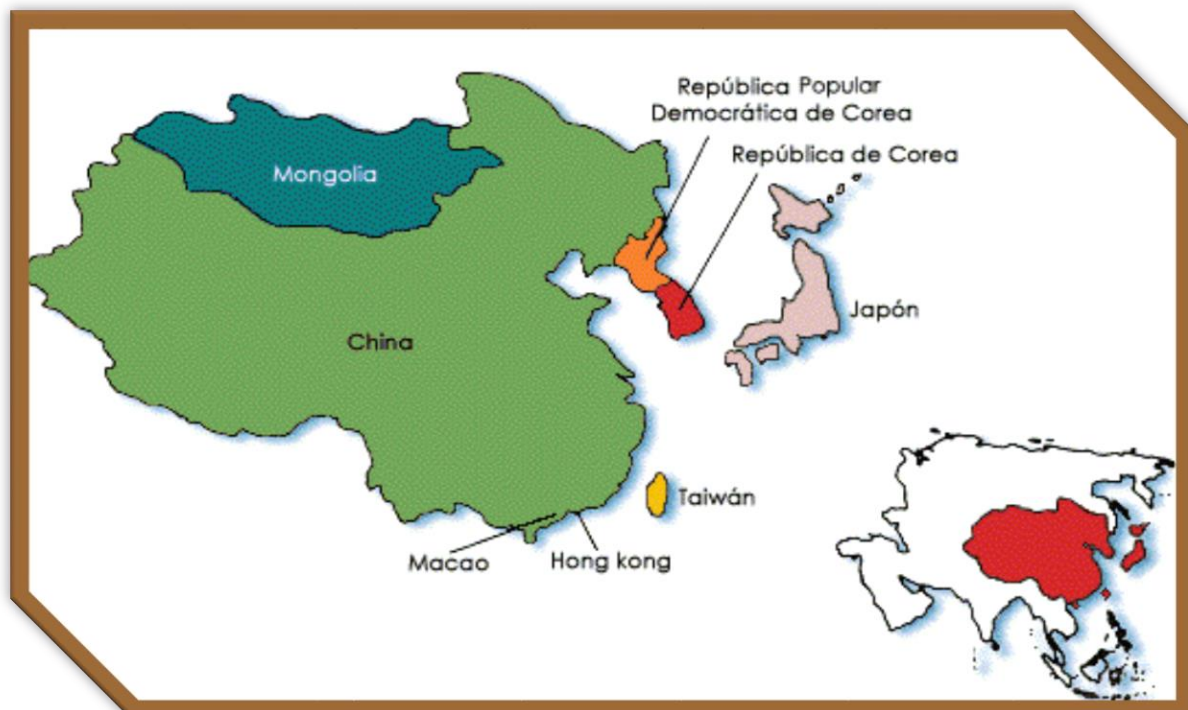 República Popular
Democrática de Corea
República de Corea
Mongolia
Japón
China
Taiwán
Macao
Hong kong